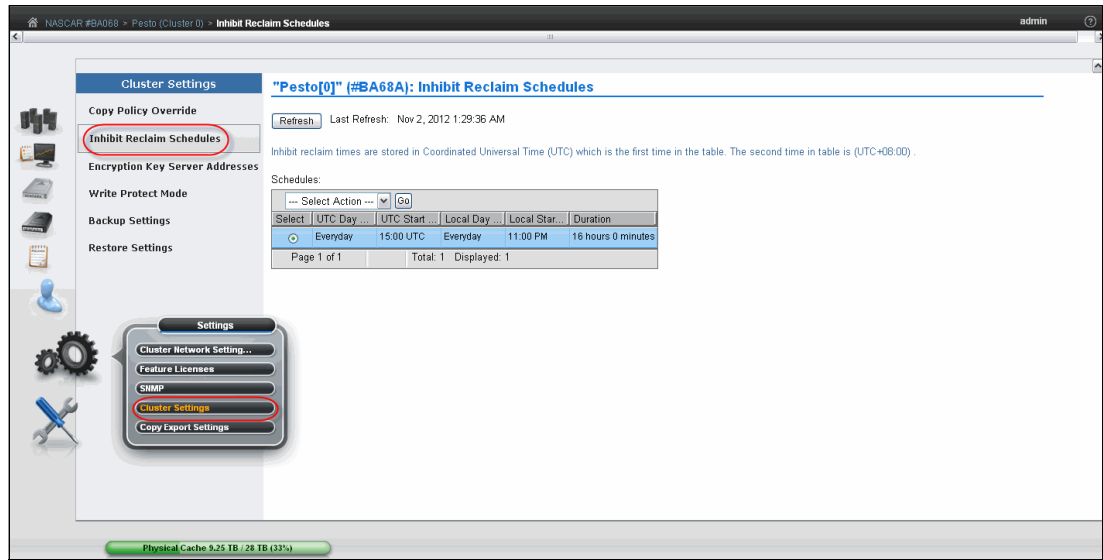 NASCAR #BA068 > Pesto (Cluster 0) > Inhibit Reclaim Schedules
admin
?
Cluster Settings
Copy Policy Override
Inhibit Reclaim Schedules
Encryption Key Server Addresses
Write Protect Mode
Backup Settings
Restore Settings
"Pesto[0]" (#BA68A): Inhibit Reclaim Schedules
Refresh Last Refresh: Nov 2, 2012 1:29:36 AM
Inhibit reclaim times are stored in Coordinated Universal Time (UTC) which is the first time in the table. The second time in table is (UTC+08:00) .
Schedules:
--- Select Action --- Go
Select UTC Day ... UTC Start ... Local Day ... Local Star... Duration
Everyday 15:00 UTC Everyday 11:00 PM 16 hours 0 minutes
Page 1 of 1 Total: 1 Displayed: 1
Settings
Cluster Network Setting...
Feature Licenses
SNMP
Cluster Settings
Copy Export Settings
Physical Cache 9.25 TB / 28 TB (33%)